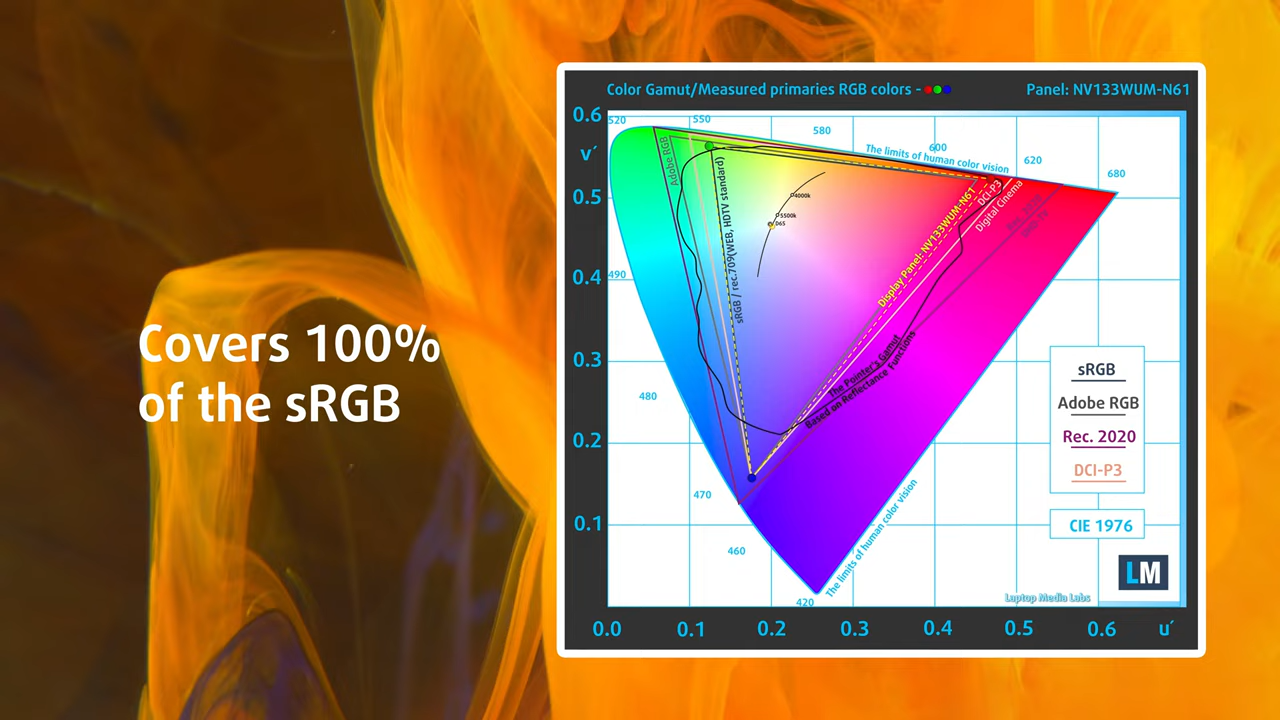 Covers 100%
of the sRGB
Color Gamut/Measured primaries RGB colors -
Panel: NV133WUM-N61
0.6
v´
0.5
0.4
0.3
0.2
0.1
0.0
0.1
0.2
0.3
0.4
0.5
0.6
u´
520
550
580
600
620
680
490
480
470
460
420
The limits of human color vision
Adobe RGB
sRGB / rec.709(WEB, HDTV standard)
4000k
5500k
D65
Display Panel: NV133WUM-N61
DCI-P3
Digital Cinema
Rec. 2020
UHD-TV
The Pointer's Gamut
Based on Reflectance Functions
The limits of human color vision
sRGB
Adobe RGB
Rec. 2020
DCI-P3
CIE 1976
LM
Laptop Media Labs